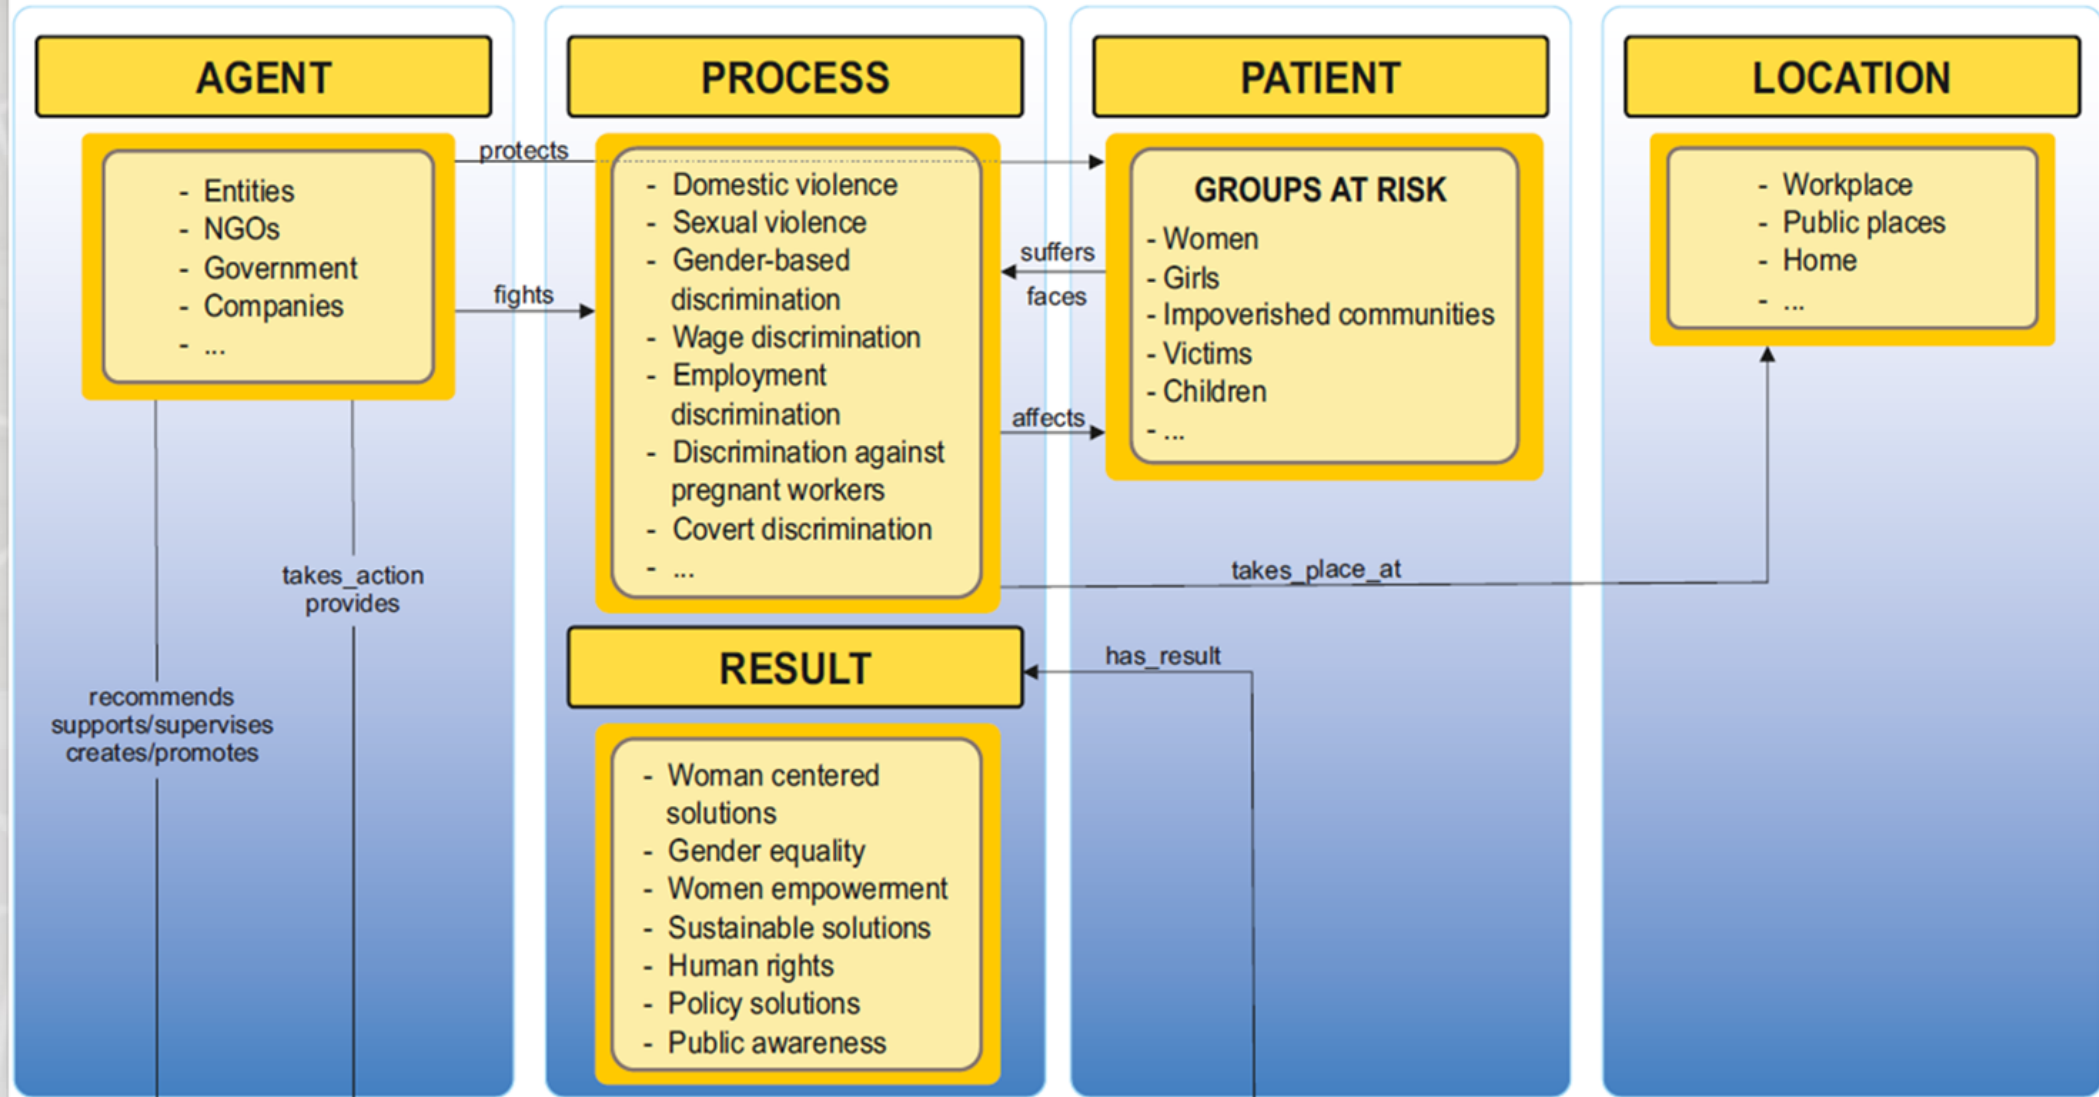 AGENT
- Entities
- NGOs
- Government
- Companies
- ...
protects
fights
takes_action
provides
recommends
supports/supervises
creates/promotes
PROCESS
- Domestic violence
- Sexual violence
- Gender-based
discrimination
- Wage discrimination
- Employment
discrimination
- Discrimination against
pregnant workers
- Covert discrimination
- ...
RESULT
- Woman centered
solutions
- Gender equality
- Women empowerment
- Sustainable solutions
- Human rights
- Policy solutions
- Public awareness
suffers
faces
affects
PATIENT
GROUPS AT RISK
- Women
- Girls
- Impoverished communities
- Victims
- Children
- ...
takes_place_at
has_result
LOCATION
- Workplace
- Public places
- Home
- ...